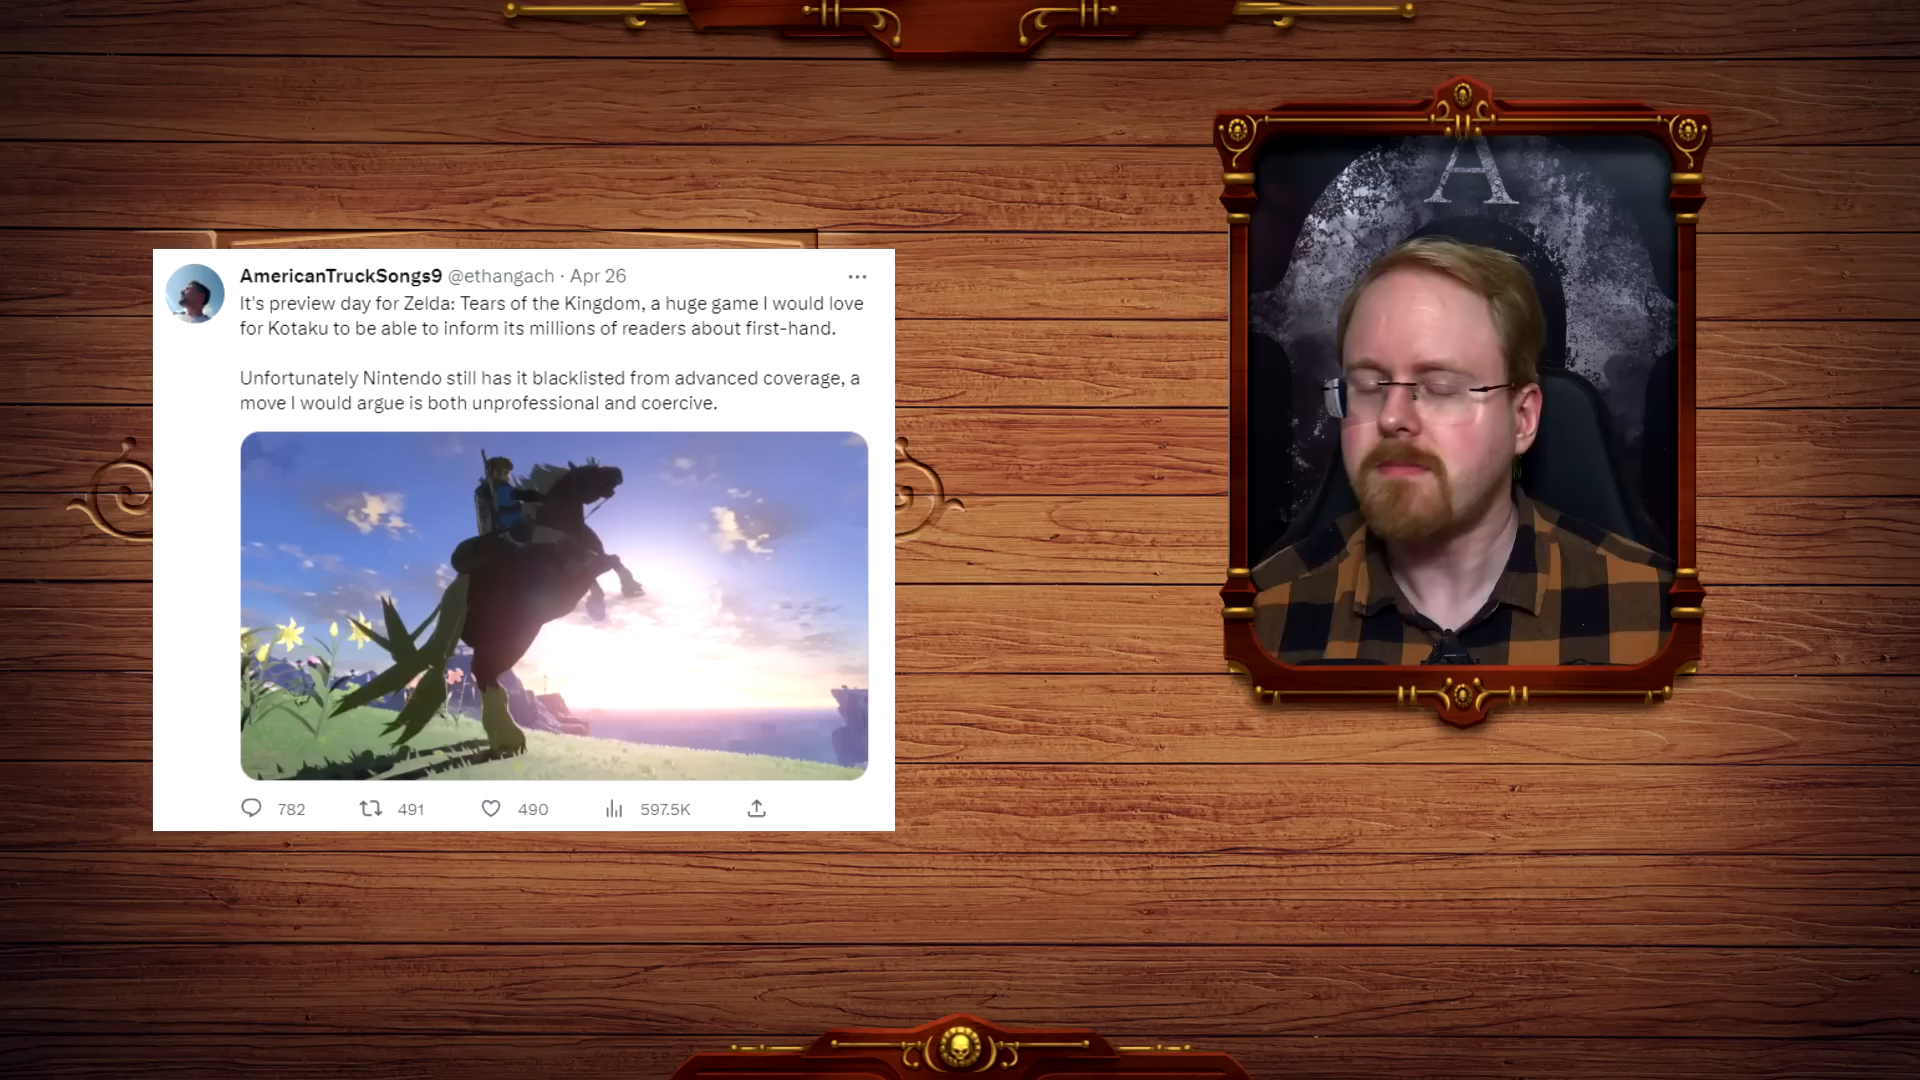 AmericanTruckSongs9 @ethangach · Apr 26
It's preview day for Zelda: Tears of the Kingdom, a huge game I would love
for Kotaku to be able to inform its millions of readers about first-hand.
Unfortunately Nintendo still has it blacklisted from advanced coverage, a
move I would argue is both unprofessional and coercive.
782 491 490 597.5K
A